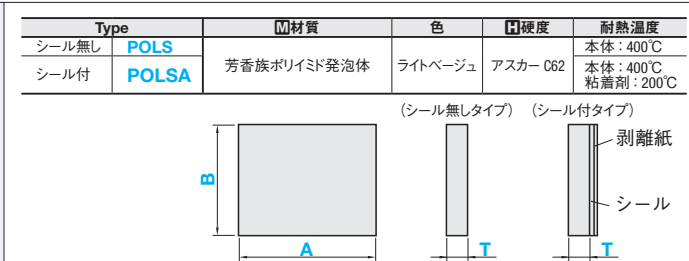 Type M材質 色 H硬度 耐熱温度
シール無し POLS 芳香族ポリイミド発泡体 ライトベージュ アスカーC62 本体：400℃
シール付 POLSA 本体：400℃
粘着剤：200℃
（シール無しタイプ） （シール付タイプ）
剥離紙
B
シール
A T T